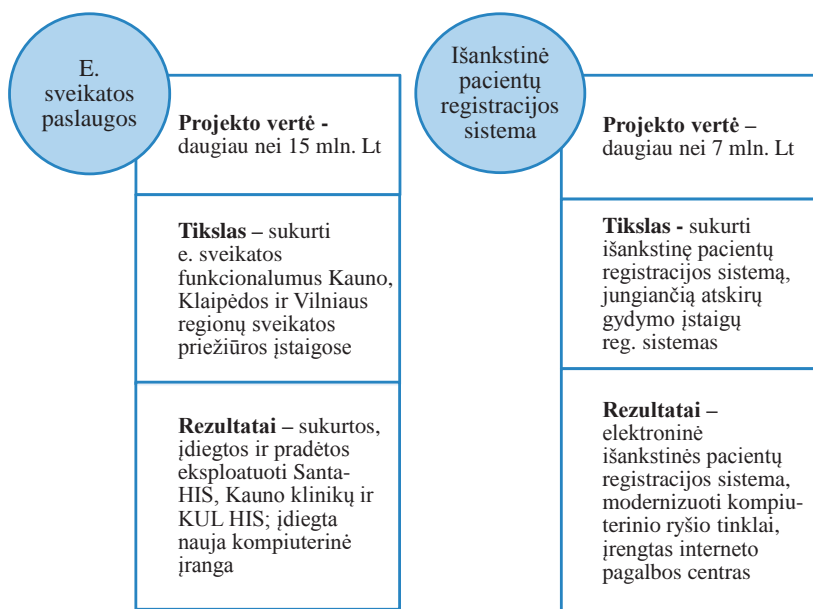 E.
sveikatos
paslaugos
Projekto vertė -
daugiau nei 15 mln. Lt
Tikslas – sukurti
e. sveikatos
funkcionalumus Kauno,
Klaipėdos ir Vilniaus
regionų sveikatos
priežiūros įstaigose
Rezultatai – sukurtos,
įdiegtos ir pradėtos
eksploatuoti Santa-
HIS, Kauno klinikų ir
KUL HIS; įdiegta
nauja kompiuterinė
įranga
Išankstinė
pacientų
registracijos
sistema
Projekto vertė –
daugiau nei 7 mln. Lt
Tikslas - sukurti
išankstinę pacientų
registracijos sistemą,
jungiančią atskirų
gydymo įstaigų
reg. sistemas
Rezultatai –
elektroninė
išankstinės pacientų
registracijos sistema,
modernizuoti kompiu-
terinio ryšio tinklai,
įrengtas interneto
pagalbos centras